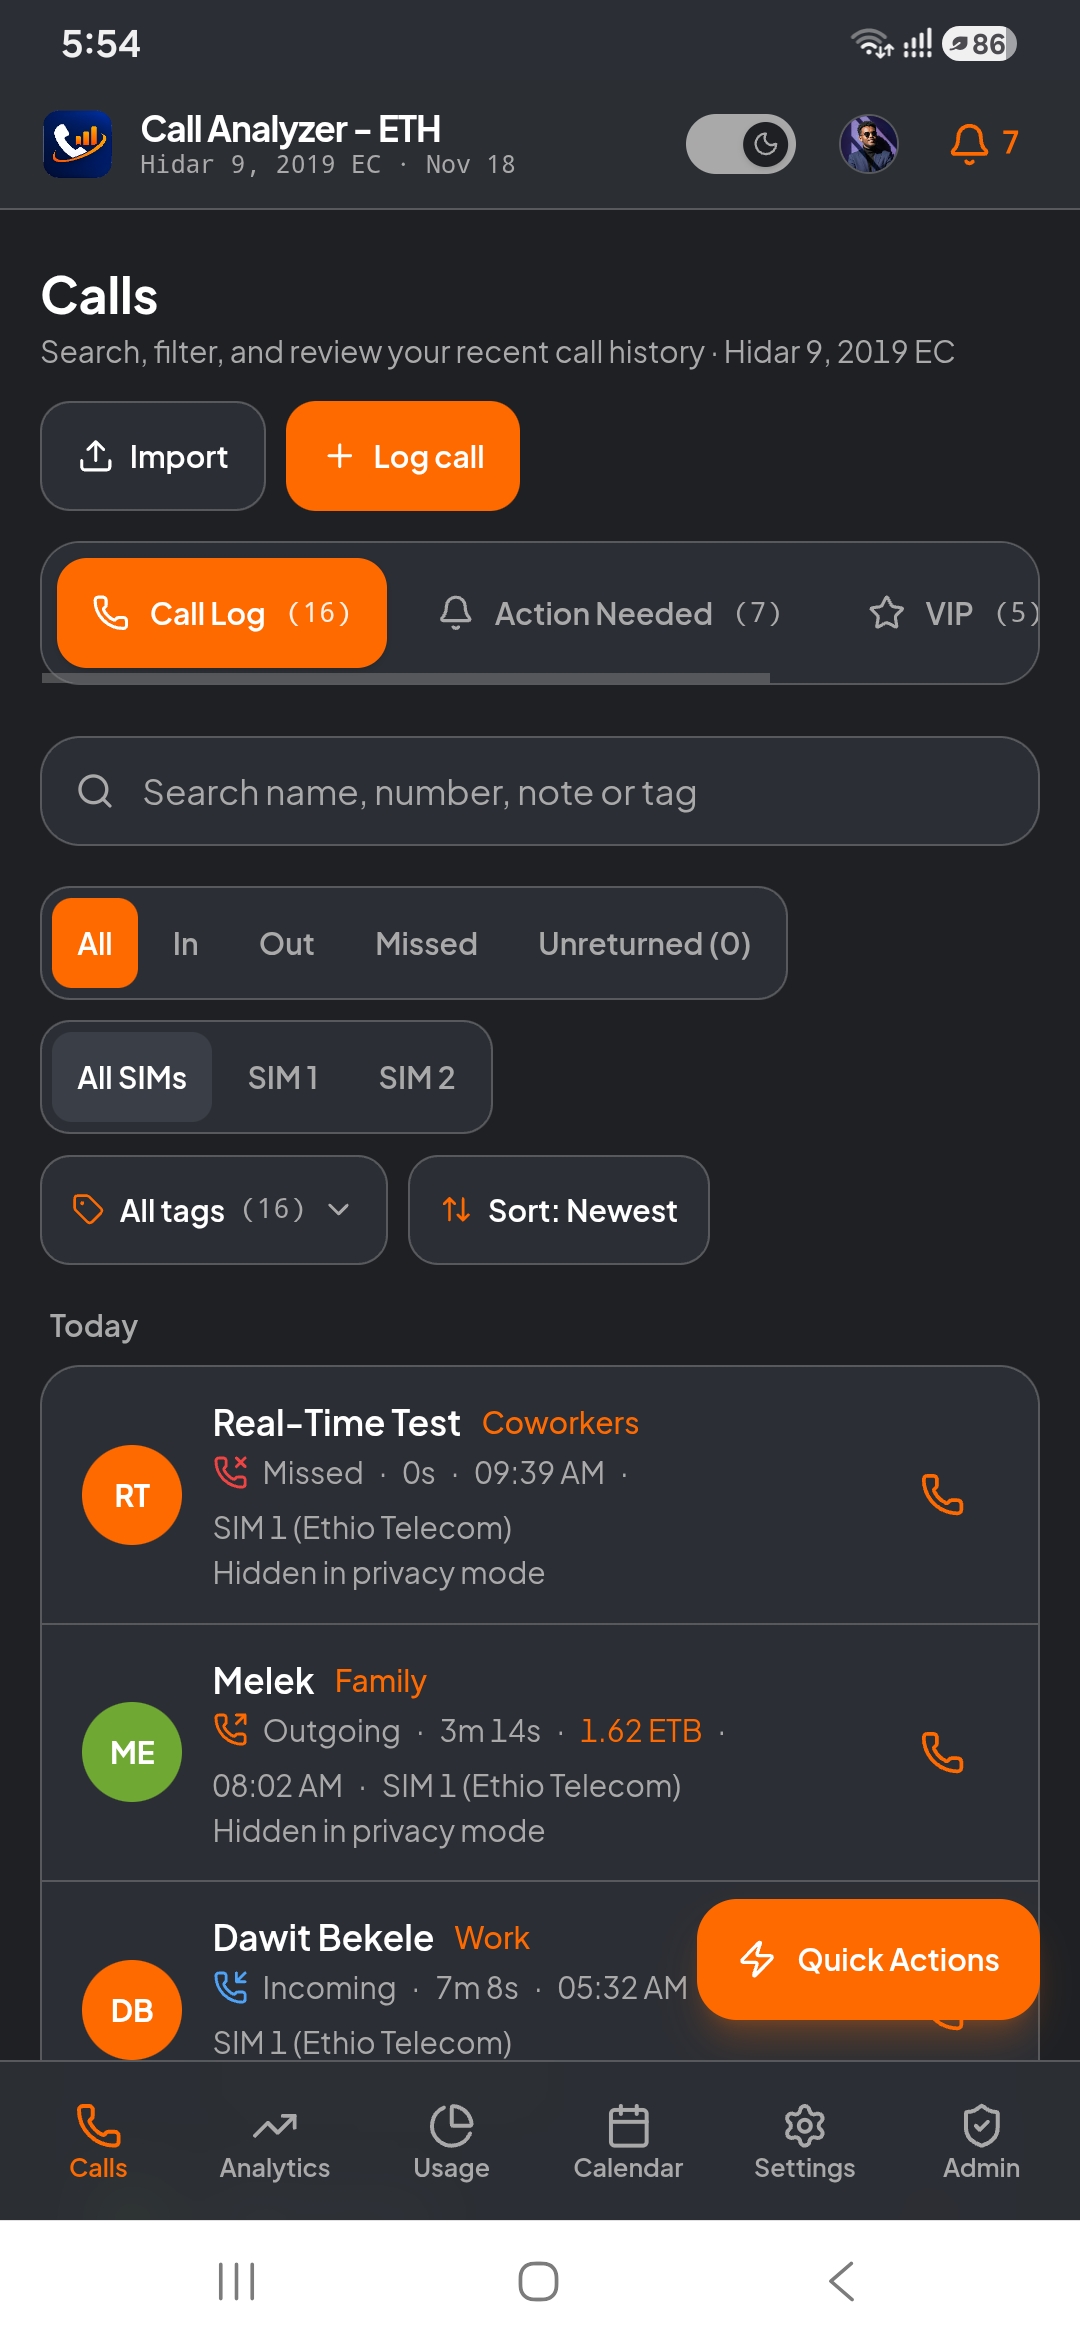 5:54
86
Call Analyzer – ETH
Hidar 9, 2019 EC · Nov 18
7
Calls
Search, filter, and review your recent call history · Hidar 9, 2019 EC
Import
Log call
Call Log (16)
Action Needed (7)
VIP (5)
Search name, number, note or tag
All
In
Out
Missed
Unreturned (0)
All SIMs
SIM 1
SIM 2
All tags (16)
Sort: Newest
Today
RT
Real-Time Test Coworkers
Missed · 0s · 09:39 AM ·
SIM 1 (Ethio Telecom)
Hidden in privacy mode
ME
Melek Family
Outgoing · 3m 14s · 1.62 ETB ·
08:02 AM · SIM 1 (Ethio Telecom)
Hidden in privacy mode
DB
Dawit Bekele Work
Incoming · 7m 8s · 05:32 AM
SIM 1 (Ethio Telecom)
Quick Actions
Calls
Analytics
Usage
Calendar
Settings
Admin